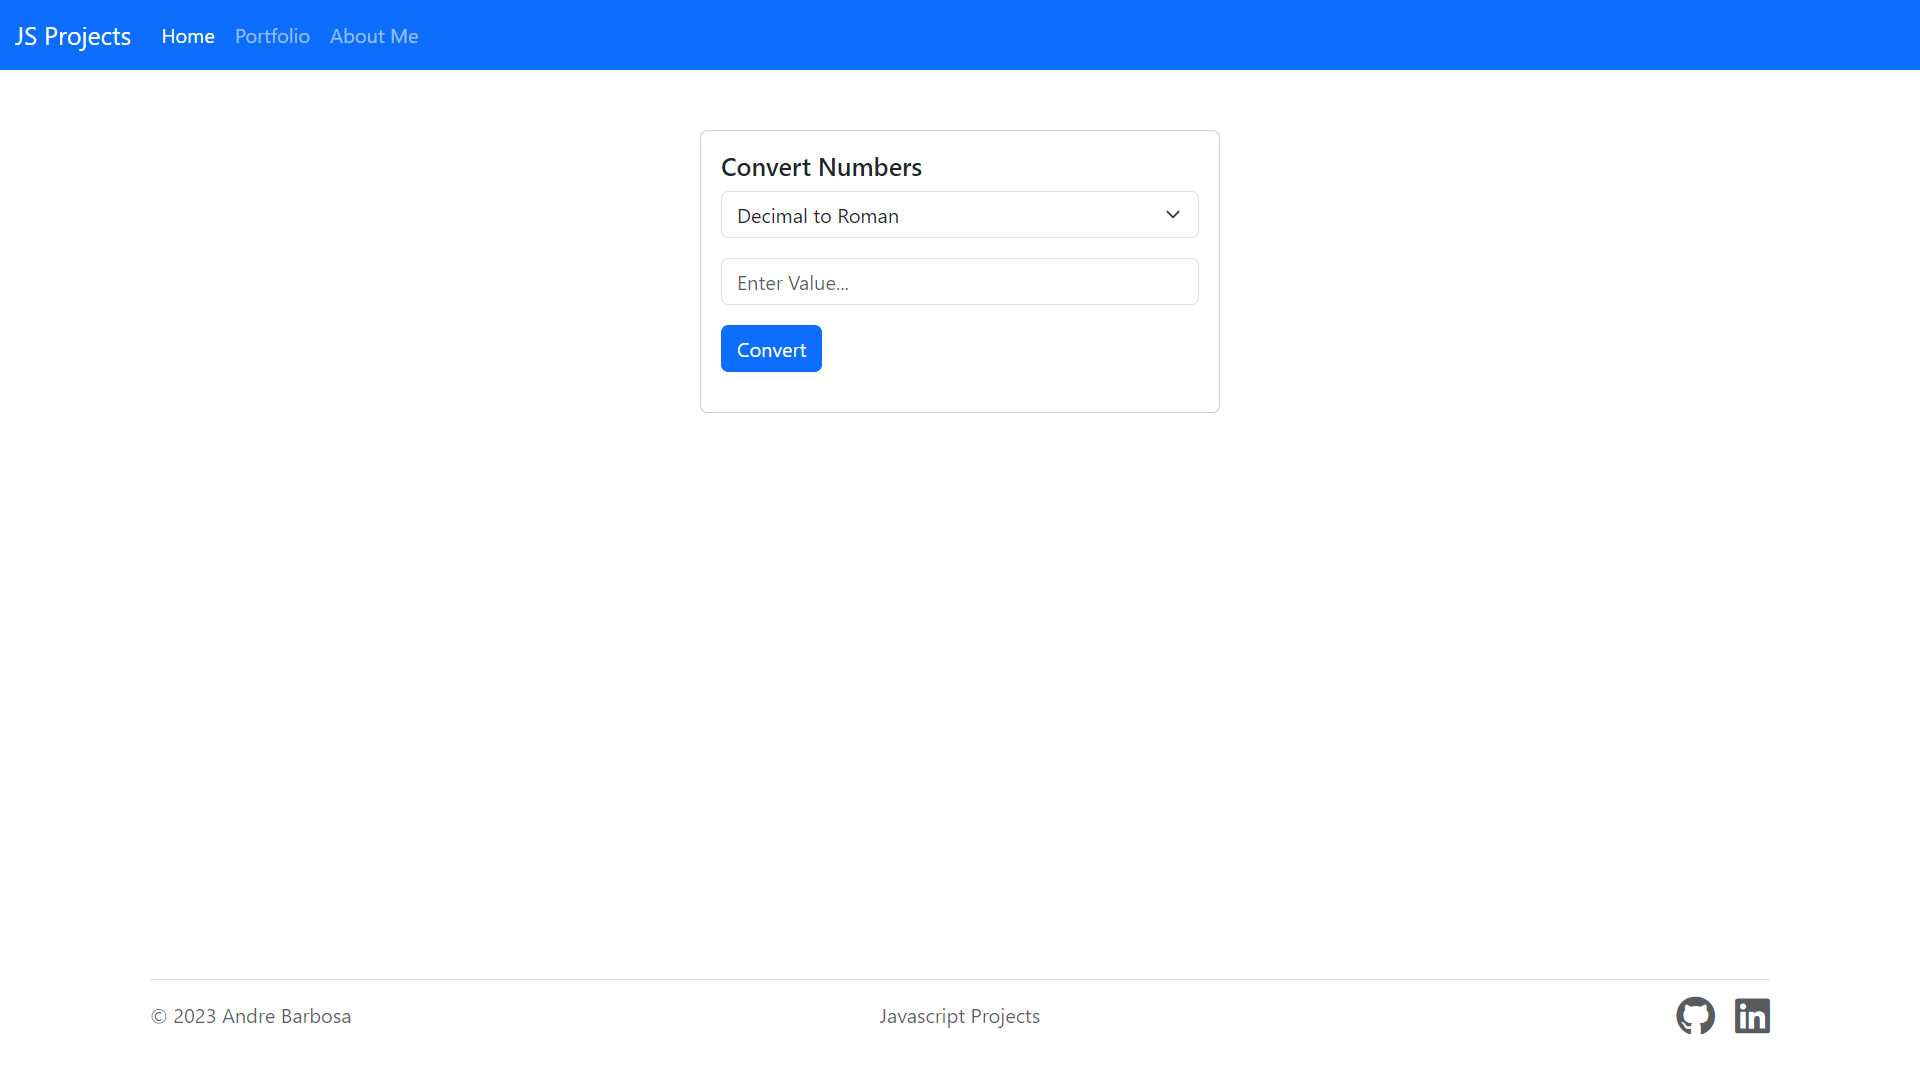 JS Projects Home Portfolio About Me
Convert Numbers
Decimal to Roman
Enter Value...
Convert
© 2023 Andre Barbosa
Javascript Projects
in